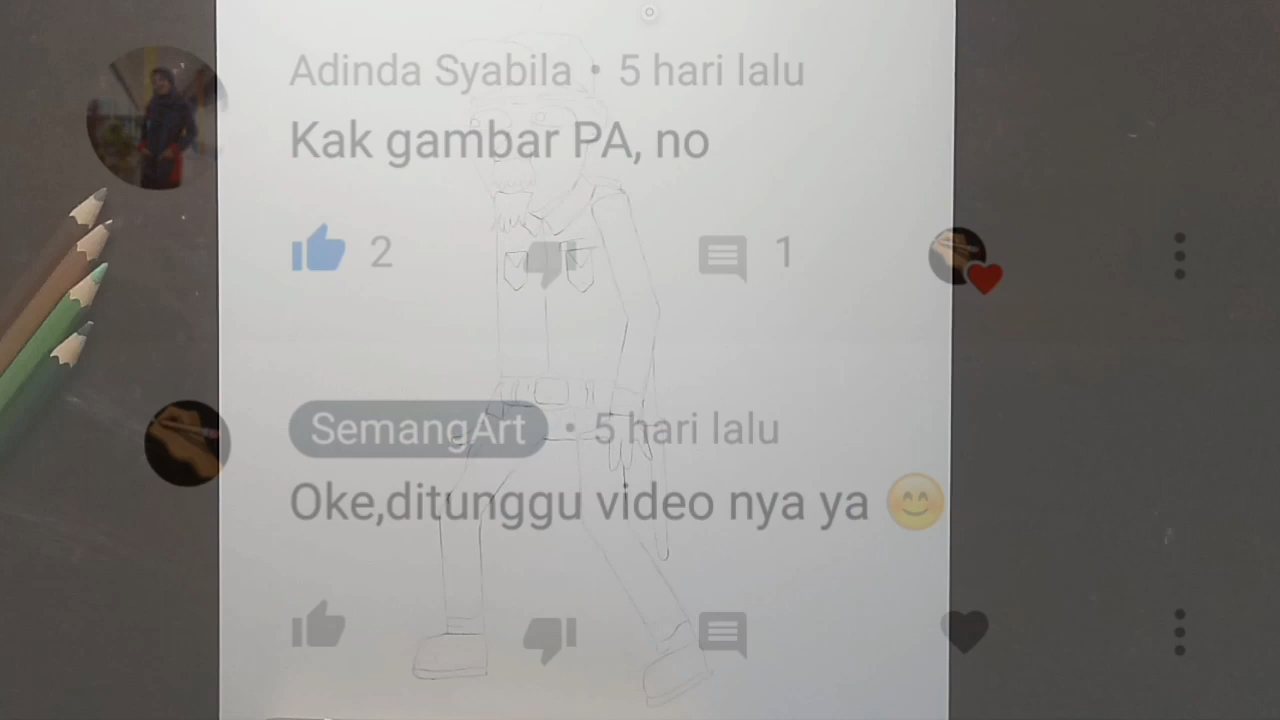 Adinda Syabila • 5 hari lalu
Kak gambar PA, no
2
1
SemangArt • 5 hari lalu
Oke,ditunggu video nya ya 😊